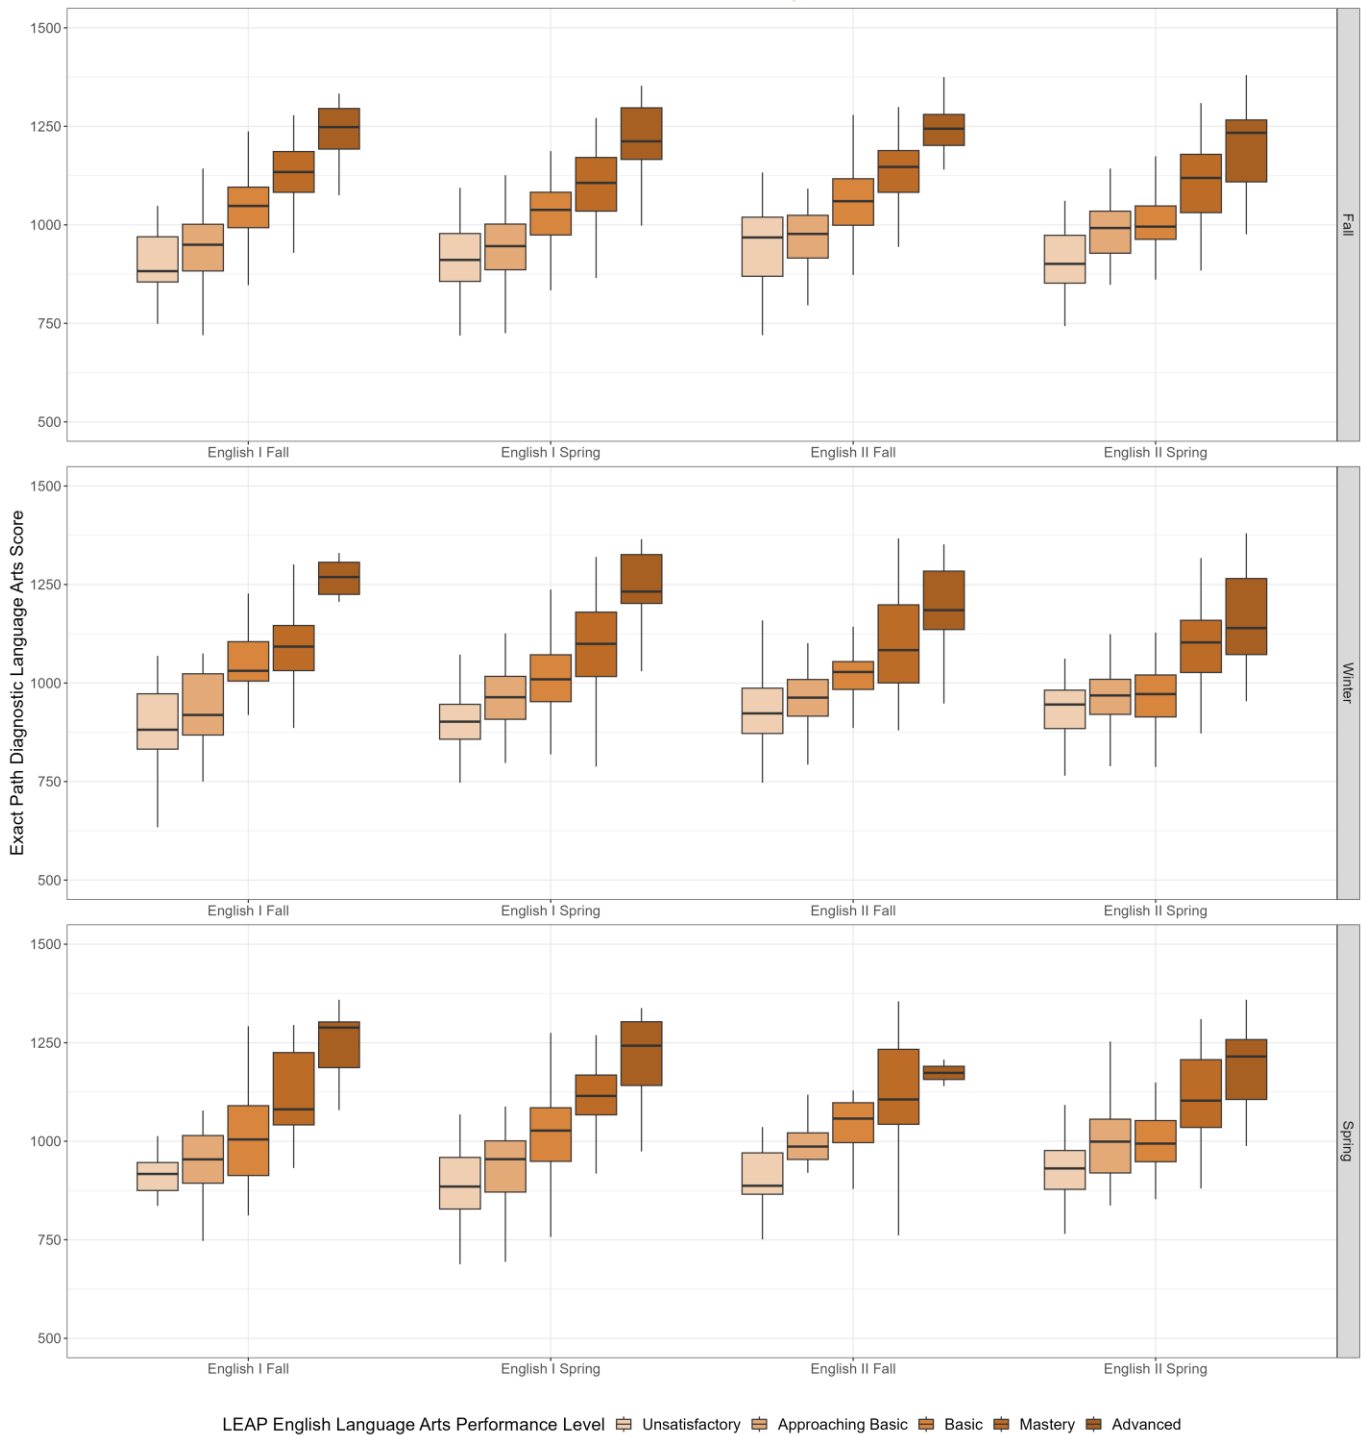 1500
1250
1000
750
500
English I Fall English I Spring English II Fall English II Spring
Fall
Exact Path Diagnostic Language Arts Score
1500
1250
1000
750
500
English I Fall English I Spring English II Fall English II Spring
Winter
1500
1250
1000
750
500
English I Fall English I Spring English II Fall English II Spring
Spring
LEAP English Language Arts Performance Level Unsatisfactory Approaching Basic Basic Mastery Advanced